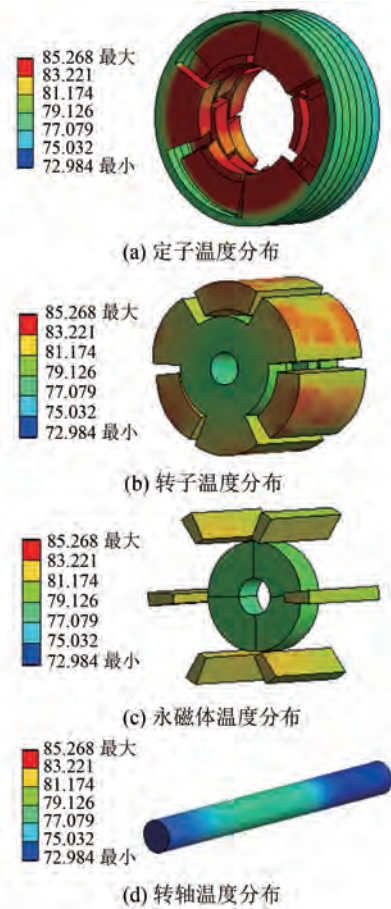 85.268 最大
83.221
81.174
79.126
77.079
75.032
72.984 最小
(a) 定子温度分布
85.268 最大
83.221
81.174
79.126
77.079
75.032
72.984 最小
(b) 转子温度分布
85.268 最大
83.221
81.174
79.126
77.079
75.032
72.984 最小
(c) 永磁体温度分布
85.268 最大
83.221
81.174
79.126
77.079
75.032
72.984 最小
(d) 转轴温度分布